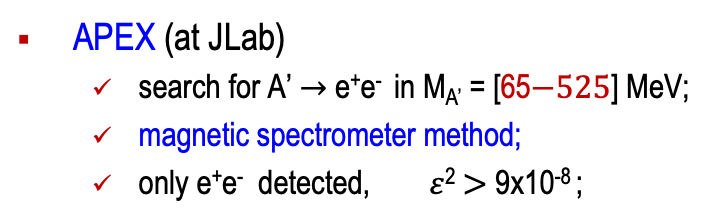 ▪ APEX (at JLab)
✓ search for A' → e⁺e⁻ in M_A' = [65−525] MeV;
✓ magnetic spectrometer method;
✓ only e⁺e⁻ detected, ε² > 9x10⁻⁸;